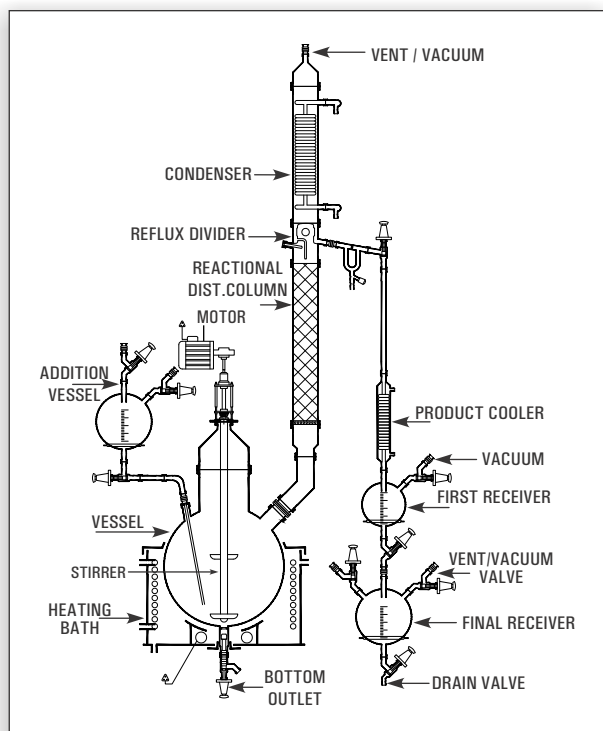 VENT / VACUUM
CONDENSER
REFLUX DIVIDER
REACTIONAL
DIST.COLUMN
MOTOR
ADDITION
VESSEL
PRODUCT COOLER
VACUUM
FIRST RECEIVER
VESSEL
STIRRER
VENT/VACUUM
VALVE
HEATING
BATH
FINAL RECEIVER
BOTTOM
OUTLET
DRAIN VALVE